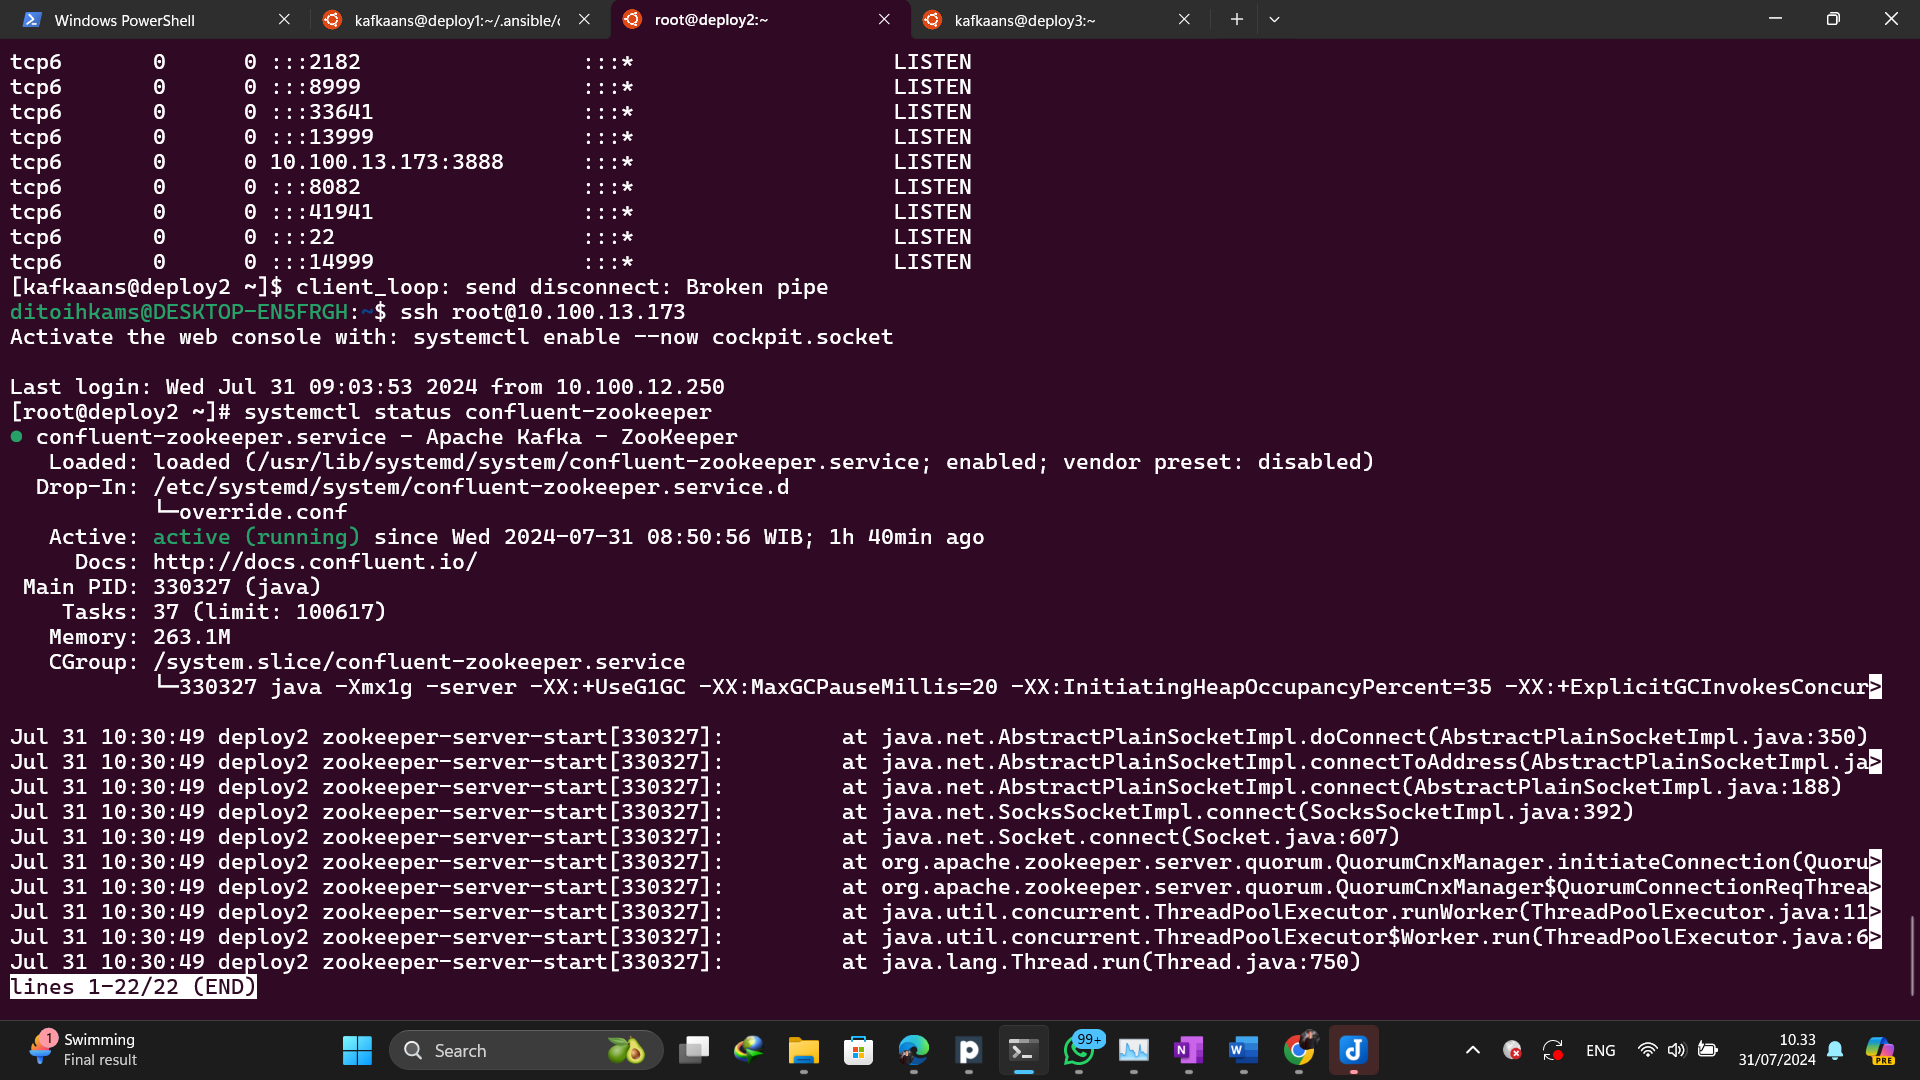 Windows PowerShell
kafkaans@deploy1:~/.ansible/c
root@deploy2:~
kafkaans@deploy3:~
tcp6       0      0 :::2182                 :::*                    LISTEN
tcp6       0      0 :::8999                 :::*                    LISTEN
tcp6       0      0 :::33641                :::*                    LISTEN
tcp6       0      0 :::13999                :::*                    LISTEN
tcp6       0      0 10.100.13.173:3888      :::*                    LISTEN
tcp6       0      0 :::8082                 :::*                    LISTEN
tcp6       0      0 :::41941                :::*                    LISTEN
tcp6       0      0 :::22                   :::*                    LISTEN
tcp6       0      0 :::14999                :::*                    LISTEN
[kafkaans@deploy2 ~]$ client_loop: send disconnect: Broken pipe
ditoihkams@DESKTOP-EN5FRGH:~$ ssh root@10.100.13.173
Activate the web console with: systemctl enable --now cockpit.socket
Last login: Wed Jul 31 09:03:53 2024 from 10.100.12.250
[root@deploy2 ~]# systemctl status confluent-zookeeper
● confluent-zookeeper.service - Apache Kafka - ZooKeeper
Loaded: loaded (/usr/lib/systemd/system/confluent-zookeeper.service; enabled; vendor preset: disabled)
Drop-In: /etc/systemd/system/confluent-zookeeper.service.d
└─override.conf
Active: active (running) since Wed 2024-07-31 08:50:56 WIB; 1h 40min ago
Docs: http://docs.confluent.io/
Main PID: 330327 (java)
Tasks: 37 (limit: 100617)
Memory: 263.1M
CGroup: /system.slice/confluent-zookeeper.service
└─330327 java -Xmx1g -server -XX:+UseG1GC -XX:MaxGCPauseMillis=20 -XX:InitiatingHeapOccupancyPercent=35 -XX:+ExplicitGCInvokesConcur>
Jul 31 10:30:49 deploy2 zookeeper-server-start[330327]:         at java.net.AbstractPlainSocketImpl.doConnect(AbstractPlainSocketImpl.java:350)
Jul 31 10:30:49 deploy2 zookeeper-server-start[330327]:         at java.net.AbstractPlainSocketImpl.connectToAddress(AbstractPlainSocketImpl.ja>
Jul 31 10:30:49 deploy2 zookeeper-server-start[330327]:         at java.net.AbstractPlainSocketImpl.connect(AbstractPlainSocketImpl.java:188)
Jul 31 10:30:49 deploy2 zookeeper-server-start[330327]:         at java.net.SocksSocketImpl.connect(SocksSocketImpl.java:392)
Jul 31 10:30:49 deploy2 zookeeper-server-start[330327]:         at java.net.Socket.connect(Socket.java:607)
Jul 31 10:30:49 deploy2 zookeeper-server-start[330327]:         at org.apache.zookeeper.server.quorum.QuorumCnxManager.initiateConnection(Quoru>
Jul 31 10:30:49 deploy2 zookeeper-server-start[330327]:         at org.apache.zookeeper.server.quorum.QuorumCnxManager$QuorumConnectionReqThrea>
Jul 31 10:30:49 deploy2 zookeeper-server-start[330327]:         at java.util.concurrent.ThreadPoolExecutor.runWorker(ThreadPoolExecutor.java:11>
Jul 31 10:30:49 deploy2 zookeeper-server-start[330327]:         at java.util.concurrent.ThreadPoolExecutor$Worker.run(ThreadPoolExecutor.java:6>
Jul 31 10:30:49 deploy2 zookeeper-server-start[330327]:         at java.lang.Thread.run(Thread.java:750)
lines 1-22/22 (END)
1
Swimming
Final result
Search
99+
ENG
10.33
31/07/2024
PRE